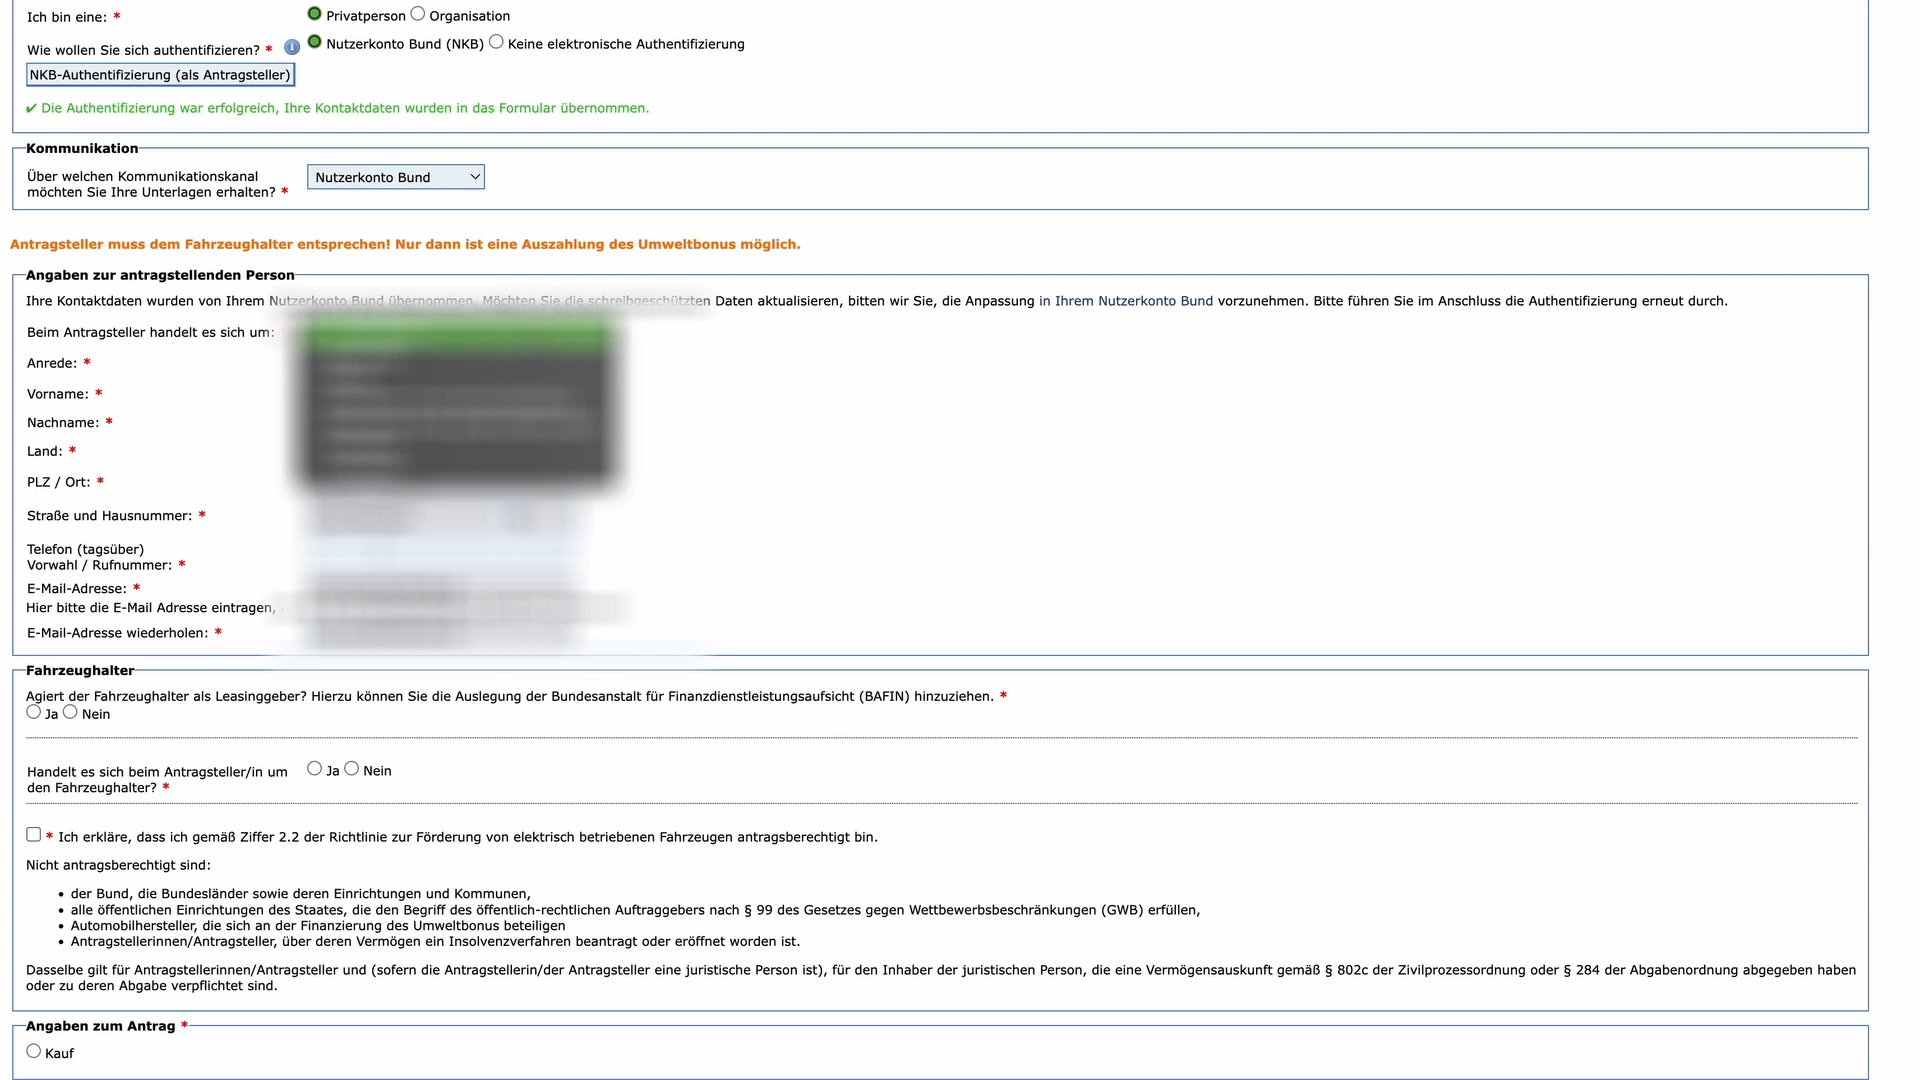 Ich bin eine: * Privatperson Organisation
Wie wollen Sie sich authentifizieren? * i Nutzerkonto Bund (NKB) Keine elektronische Authentifizierung
NKB-Authentifizierung (als Antragsteller)
✔ Die Authentifizierung war erfolgreich, Ihre Kontaktdaten wurden in das Formular übernommen.
Kommunikation
Über welchen Kommunikationskanal
möchten Sie Ihre Unterlagen erhalten? * Nutzerkonto Bund
Antragsteller muss dem Fahrzeughalter entsprechen! Nur dann ist eine Auszahlung des Umweltbonus möglich.
Angaben zur antragstellenden Person
Ihre Kontaktdaten wurden von Ihrem Nutzerkonto Bund übernommen. Möchten Sie die schreibgeschützten Daten aktualisieren, bitten wir Sie, die Anpassung in Ihrem Nutzerkonto Bund vorzunehmen. Bitte führen Sie im Anschluss die Authentifizierung erneut durch.
Beim Antragsteller handelt es sich um:
Anrede: *
Vorname: *
Nachname: *
Land: *
PLZ / Ort: *
Straße und Hausnummer: *
Telefon (tagsüber)
Vorwahl / Rufnummer: *
E-Mail-Adresse: *
Hier bitte die E-Mail Adresse eintragen,
E-Mail-Adresse wiederholen: *
Fahrzeughalter
Agiert der Fahrzeughalter als Leasinggeber? Hierzu können Sie die Auslegung der Bundesanstalt für Finanzdienstleistungsaufsicht (BAFIN) hinzuziehen. *
Ja Nein
Handelt es sich beim Antragsteller/in um
den Fahrzeughalter? * Ja Nein
* Ich erkläre, dass ich gemäß Ziffer 2.2 der Richtlinie zur Förderung von elektrisch betriebenen Fahrzeugen antragsberechtigt bin.
Nicht antragsberechtigt sind:
• der Bund, die Bundesländer sowie deren Einrichtungen und Kommunen,
• alle öffentlichen Einrichtungen des Staates, die den Begriff des öffentlich-rechtlichen Auftraggebers nach § 99 des Gesetzes gegen Wettbewerbsbeschränkungen (GWB) erfüllen,
• Automobilhersteller, die sich an der Finanzierung des Umweltbonus beteiligen
• Antragstellerinnen/Antragsteller, über deren Vermögen ein Insolvenzverfahren beantragt oder eröffnet worden ist.
Dasselbe gilt für Antragstellerinnen/Antragsteller und (sofern die Antragstellerin/der Antragsteller eine juristische Person ist), für den Inhaber der juristischen Person, die eine Vermögensauskunft gemäß § 802c der Zivilprozessordnung oder § 284 der Abgabenordnung abgegeben haben
oder zu deren Abgabe verpflichtet sind.
Angaben zum Antrag *
Kauf